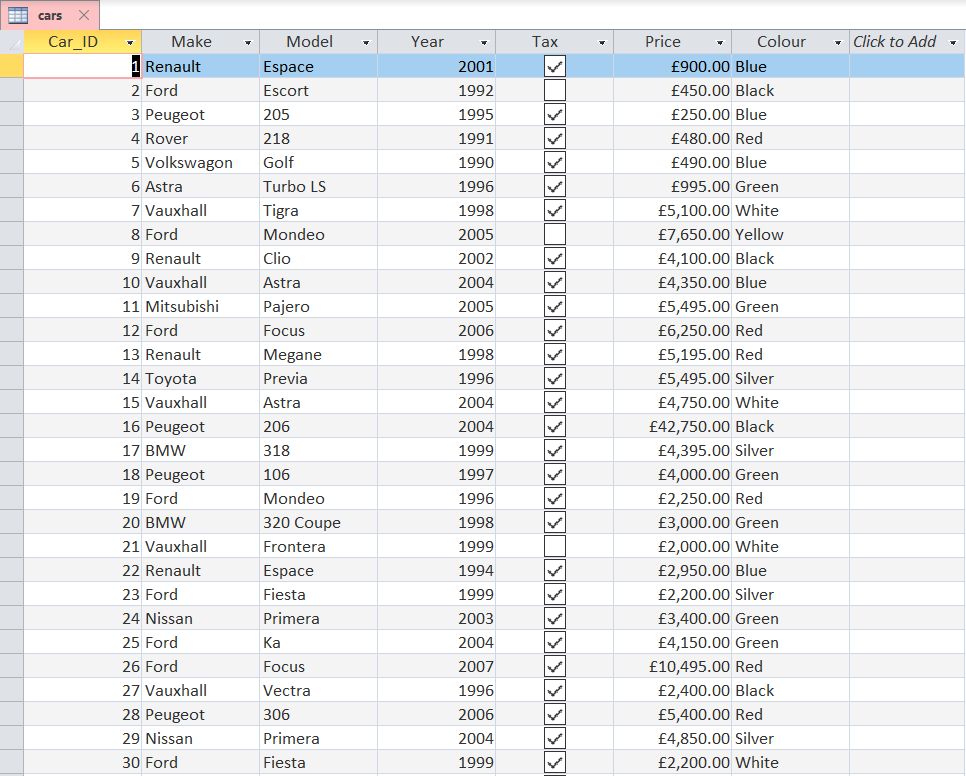 cars
Car_ID Make Model Year Tax Price Colour Click to Add
1 Renault Espace 2001 £900.00 Blue
2 Ford Escort 1992 £450.00 Black
3 Peugeot 205 1995 £250.00 Blue
4 Rover 218 1991 £480.00 Red
5 Volkswagon Golf 1990 £490.00 Blue
6 Astra Turbo LS 1996 £995.00 Green
7 Vauxhall Tigra 1998 £5,100.00 White
8 Ford Mondeo 2005 £7,650.00 Yellow
9 Renault Clio 2002 £4,100.00 Black
10 Vauxhall Astra 2004 £4,350.00 Blue
11 Mitsubishi Pajero 2005 £5,495.00 Green
12 Ford Focus 2006 £6,250.00 Red
13 Renault Megane 1998 £5,195.00 Red
14 Toyota Previa 1996 £5,495.00 Silver
15 Vauxhall Astra 2004 £4,750.00 White
16 Peugeot 206 2004 £42,750.00 Black
17 BMW 318 1999 £4,395.00 Silver
18 Peugeot 106 1997 £4,000.00 Green
19 Ford Mondeo 1996 £2,250.00 Red
20 BMW 320 Coupe 1998 £3,000.00 Green
21 Vauxhall Frontera 1999 £2,000.00 White
22 Renault Espace 1994 £2,950.00 Blue
23 Ford Fiesta 1999 £2,200.00 Silver
24 Nissan Primera 2003 £3,400.00 Green
25 Ford Ka 2004 £4,150.00 Green
26 Ford Focus 2007 £10,495.00 Red
27 Vauxhall Vectra 1996 £2,400.00 Black
28 Peugeot 306 2006 £5,400.00 Red
29 Nissan Primera 2004 £4,850.00 Silver
30 Ford Fiesta 1999 £2,200.00 White